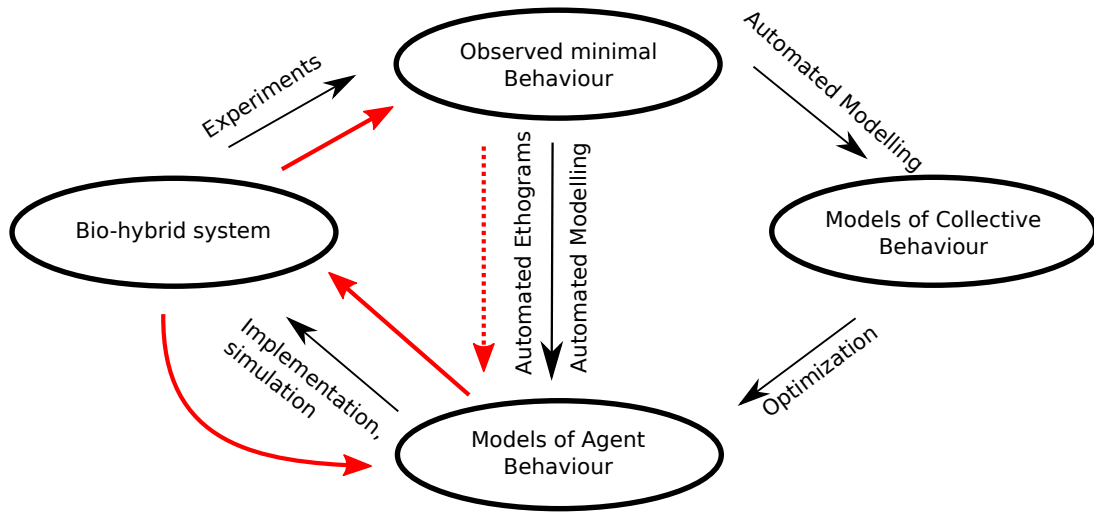 Observed minimal
Behaviour
Automated Modelling
Experiments
Bio-hybrid system
Automated Ethograms
Automated Modelling
Models of Collective
Behaviour
Implementation,
simulation
Optimization
Models of Agent
Behaviour